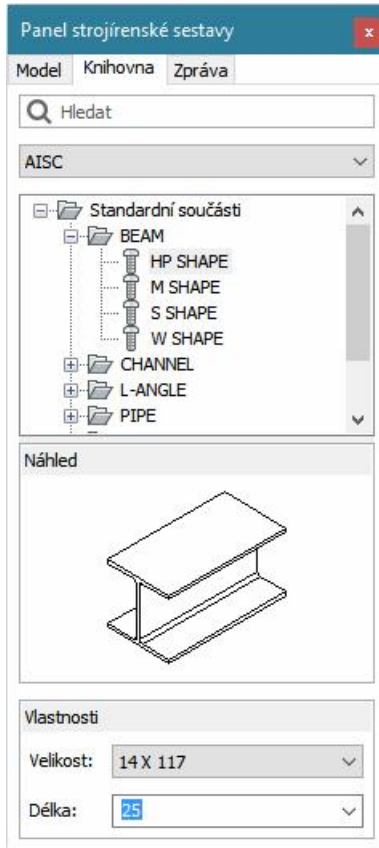 Panel strojírenské sestavy x
Model Knihovna Zpráva
Hledat
AISC
Standardní součásti
BEAM
HP SHAPE
M SHAPE
S SHAPE
W SHAPE
CHANNEL
L-ANGLE
PIPE
Náhled
Vlastnosti
Velikost: 14 X 117
Délka: 25